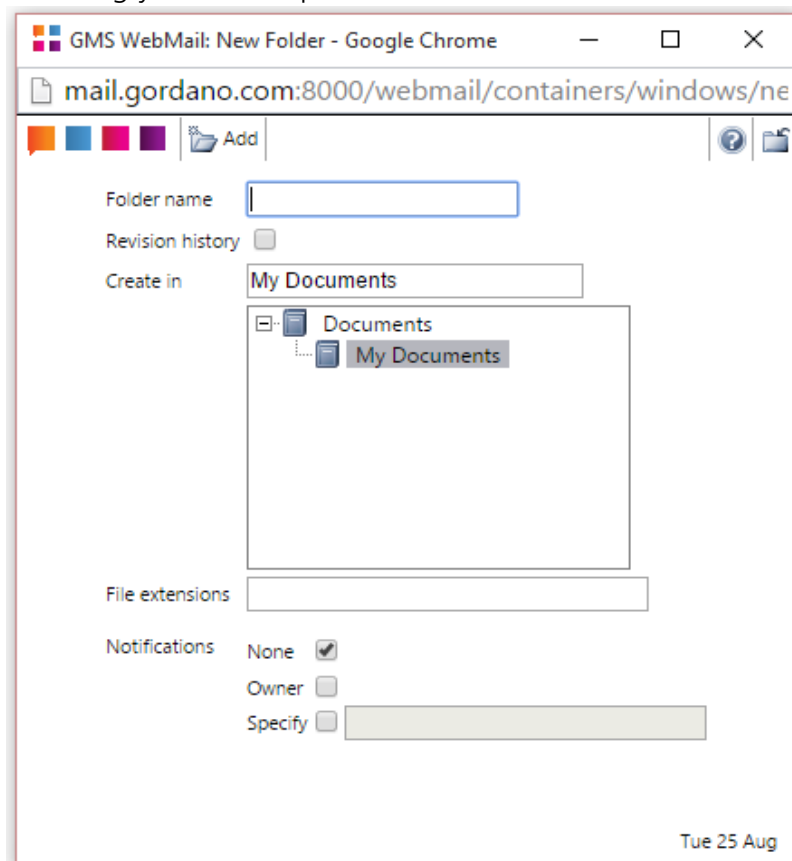 GMS WebMail: New Folder - Google Chrome
mail.gordano.com:8000/webmail/containers/windows/ne
Add
Folder name
Revision history
Create in My Documents
Documents
My Documents
File extensions
Notifications None
Owner
Specify
Tue 25 Aug